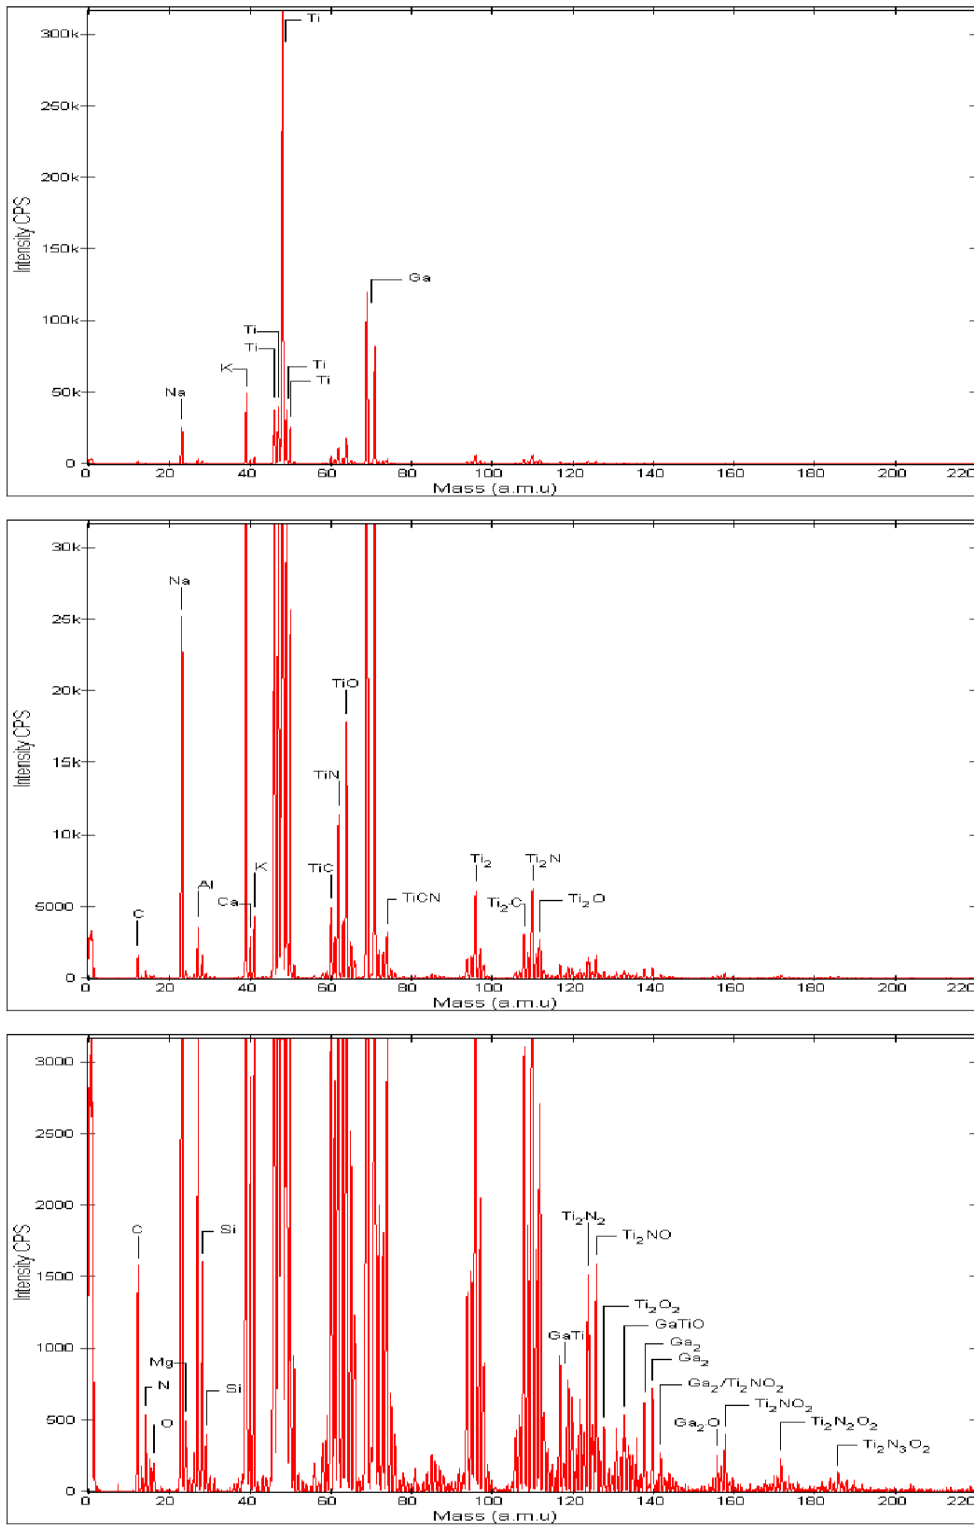 300k
Ti
250k
200k
150k
Ga
100k
Ti
Ti
K
Ti
Na
Ti
50k
0
Intensity CPS
0 20 40 60 80 100 120 140 160 180 200 220
Mass (a.m.u)
30k
Na
25k
20k
TiO
15k
TiN
10k
TiC
K
Al
Ca
C
TiCN
Ti₂
Ti₂N
Ti₂C
Ti₂O
5000
0
Intensity CPS
0 20 40 60 80 100 120 140 160 180 200 220
Mass (a.m.u)
3000
2500
2000
C
Si
Ti₂N₂
Ti₂NO
1500
Ti₂O₂
GaTi
GaTiO
Ga₂
Ga₂
1000
Mg
N
O
Si
Ga₂/Ti₂NO₂
Ti₂NO₂
Ga₂O
Ti₂N₂O₂
Ti₂N₃O₂
500
0
Intensity CPS
0 20 40 60 80 100 120 140 160 180 200 220
Mass (a.m.u)